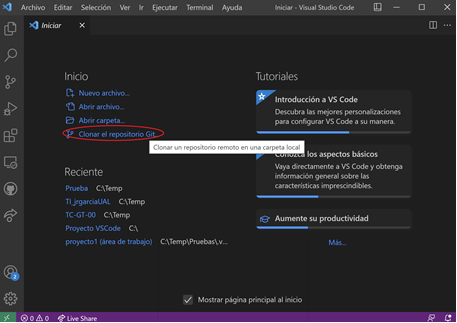 Archivo Editar Selección Ver Ir Ejecutar Terminal Ayuda Iniciar - Visual Studio Code
Iniciar
Inicio
Nuevo archivo...
Abrir archivo...
Abrir carpeta...
Clonar el repositorio Git...
Clonar un repositorio remoto en una carpeta local
Reciente
Prueba C:\Temp
TI_jrgarciaUAL C:\Temp
TC-GT-00 C:\Temp
Proyecto VSCode C:\
proyecto1 (área de trabajo) C:\Temp\Pruebas\.v...
Tutoriales
Introducción a VS Code
Descubra las mejores personalizaciones
para configurar VS Code a su manera.
Conozca los aspectos básicos
Vaya directamente a VS Code y obtenga
información general sobre las
características imprescindibles.
Aumente su productividad
Más...
Mostrar página principal al inicio
2
0 0 Live Share